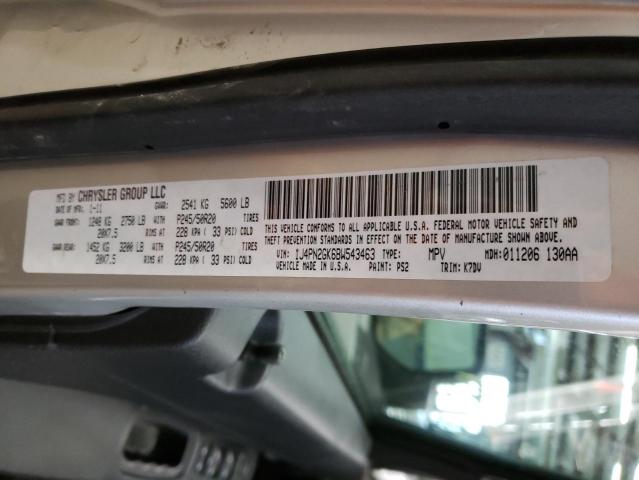 MFD BY CHRYSLER GROUP LLC
DATE OF MFR: 1-11 GVWR: 2541 KG 5600 LB
GAWR FRONT: 1248 KG 2750 LB WITH P245/50R20 TIRES
20X7.5 RIMS AT 228 KPA ( 33 PSI) COLD
GAWR REAR: 1452 KG 3200 LB WITH P245/50R20 TIRES
20X7.5 RIMS AT 228 KPA ( 33 PSI) COLD
THIS VEHICLE CONFORMS TO ALL APPLICABLE U.S.A. FEDERAL MOTOR VEHICLE SAFETY AND
THEFT PREVENTION STANDARDS IN EFFECT ON THE DATE OF MANUFACTURE SHOWN ABOVE.
VIN: 1J4PN2GK6BW543463 TYPE: MPV MDH: 011206 130AA
VEHICLE MADE IN U.S.A. PAINT: PS2 TRIM: K7DV